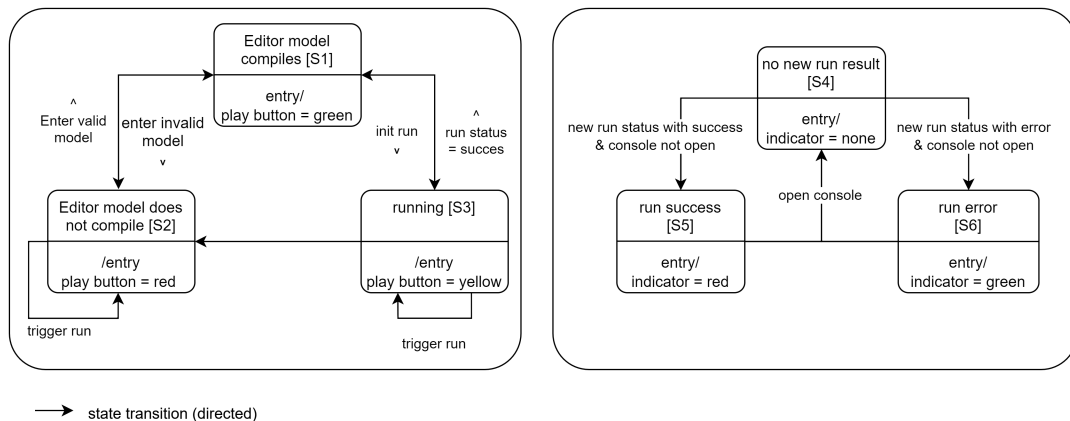 Editor model
compiles [S1]
entry/
play button = green
^
Enter valid
model
enter invalid
model
v
init run
v
^
run status
= succes
Editor model does
not compile [S2]
/entry
play button = red
trigger run
running [S3]
/entry
play button = yellow
trigger run
no new run result
[S4]
entry/
indicator = none
new run status with success
& console not open
new run status with error
& console not open
open console
run success
[S5]
entry/
indicator = red
run error
[S6]
entry/
indicator = green
state transition (directed)